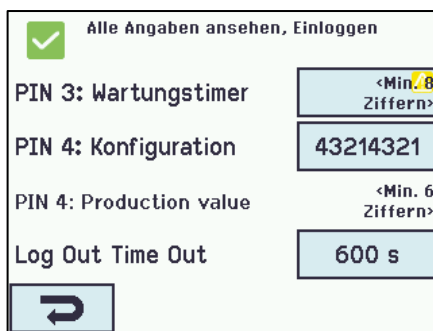 Alle Angaben ansehen, Einloggen
PIN 3: Wartungstimer
<Min. 8
Ziffern>
PIN 4: Konfiguration
43214321
PIN 4: Production value
<Min. 6
Ziffern>
Log Out Time Out
600 s